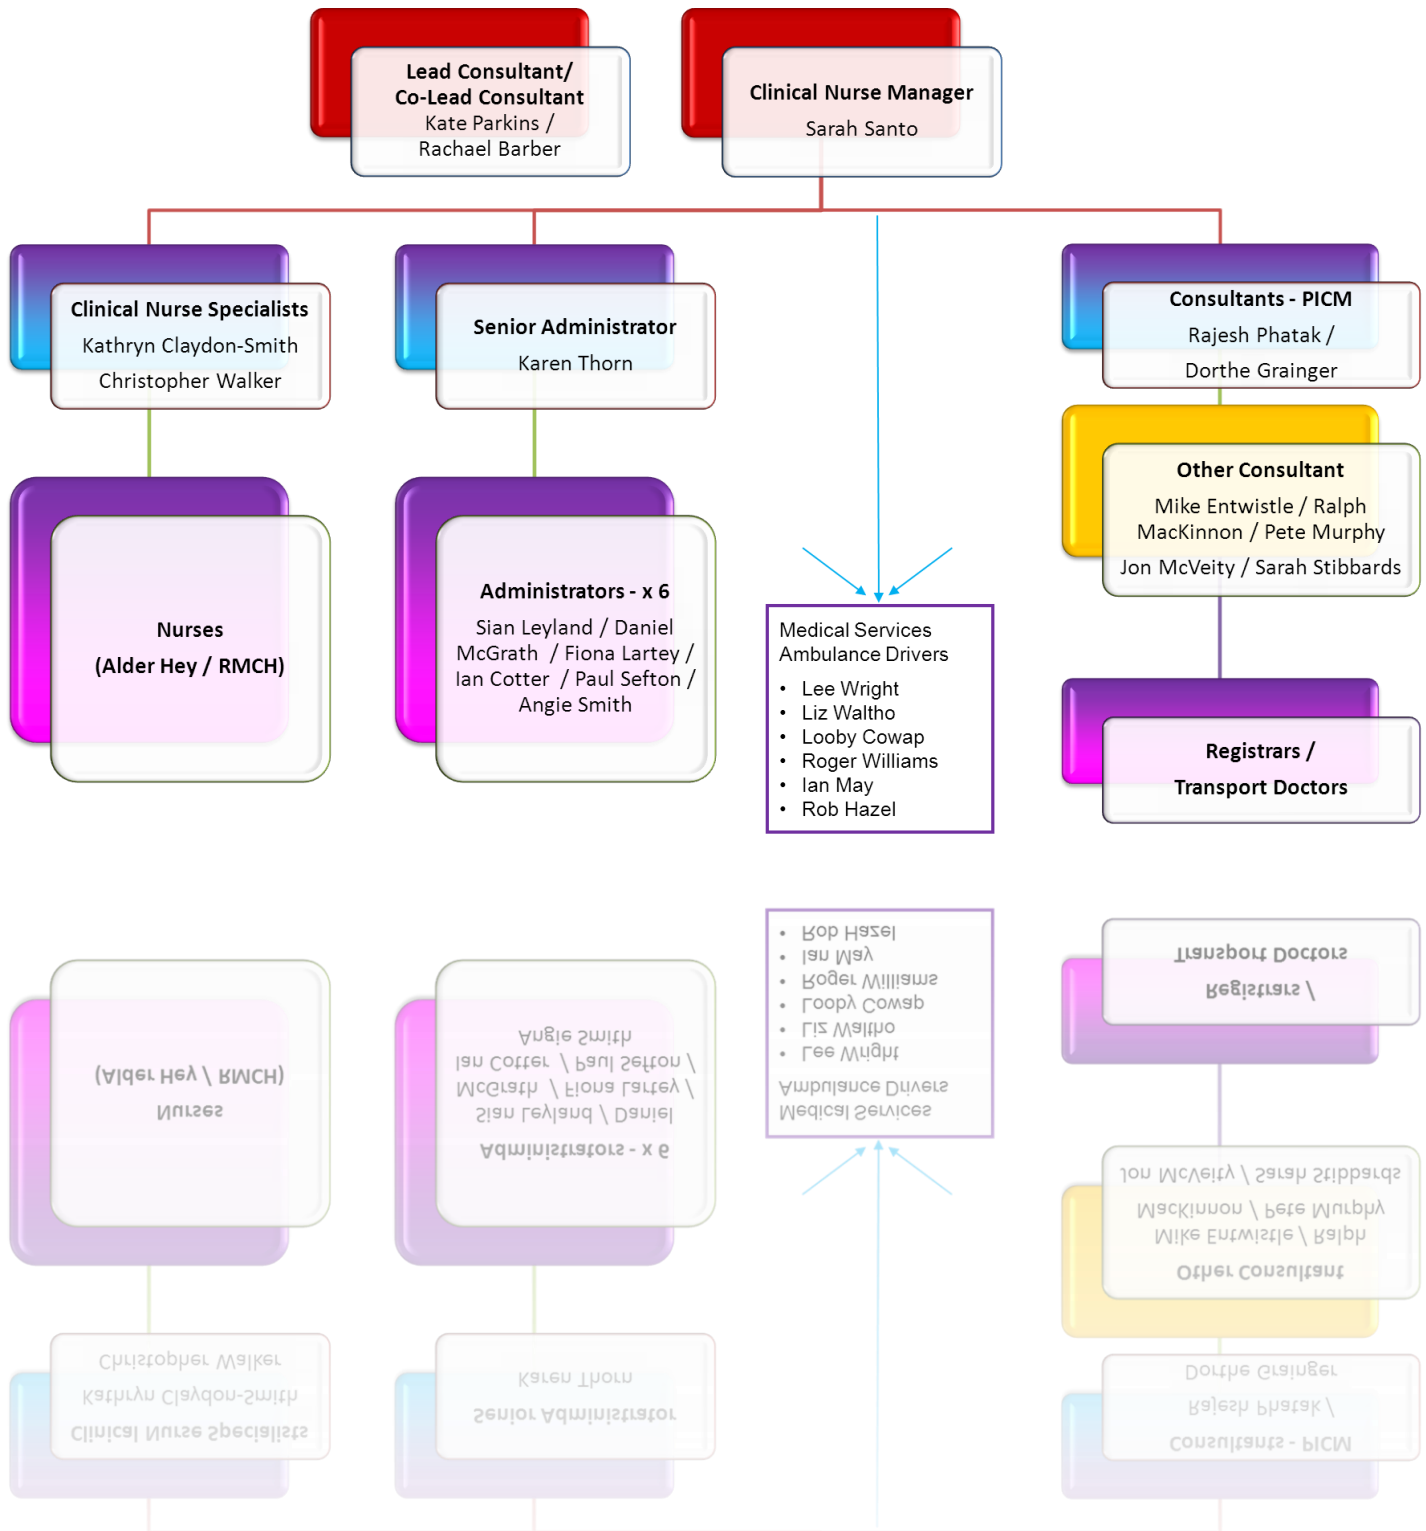 Lead Consultant/
Co-Lead Consultant
Kate Parkins /
Rachael Barber
Clinical Nurse Manager
Sarah Santo
Clinical Nurse Specialists
Kathryn Claydon-Smith
Christopher Walker
Senior Administrator
Karen Thorn
Consultants - PICM
Rajesh Phatak /
Dorthe Grainger
Other Consultant
Mike Entwistle / Ralph
MacKinnon / Pete Murphy
Jon McVeity / Sarah Stibbards
Nurses
(Alder Hey / RMCH)
Administrators - x 6
Sian Leyland / Daniel
McGrath / Fiona Lartey /
Ian Cotter / Paul Sefton /
Angie Smith
Medical Services
Ambulance Drivers
• Lee Wright
• Liz Waltho
• Looby Cowap
• Roger Williams
• Ian May
• Rob Hazel
Registrars /
Transport Doctors